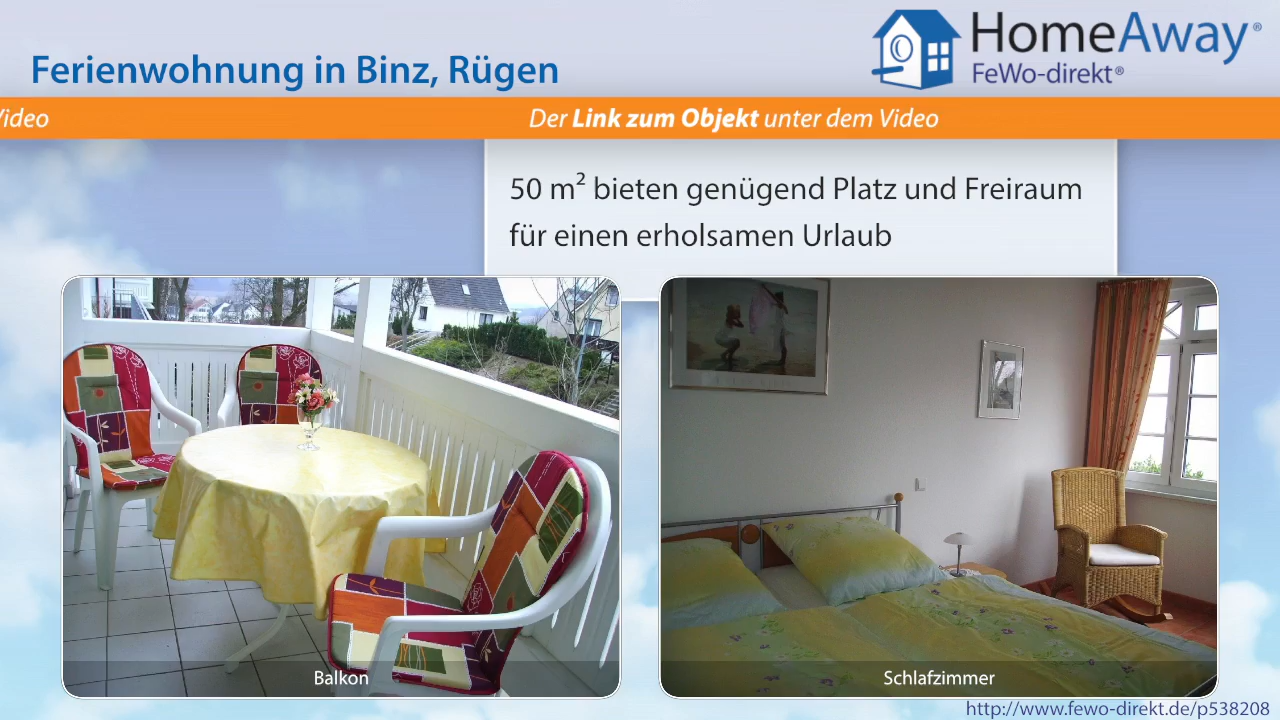 HomeAway®
FeWo-direkt®
Ferienwohnung in Binz, Rügen
Video
Der Link zum Objekt unter dem Video
50 m² bieten genügend Platz und Freiraum
für einen erholsamen Urlaub
Balkon
Schlafzimmer
http://www.fewo-direkt.de/p538208